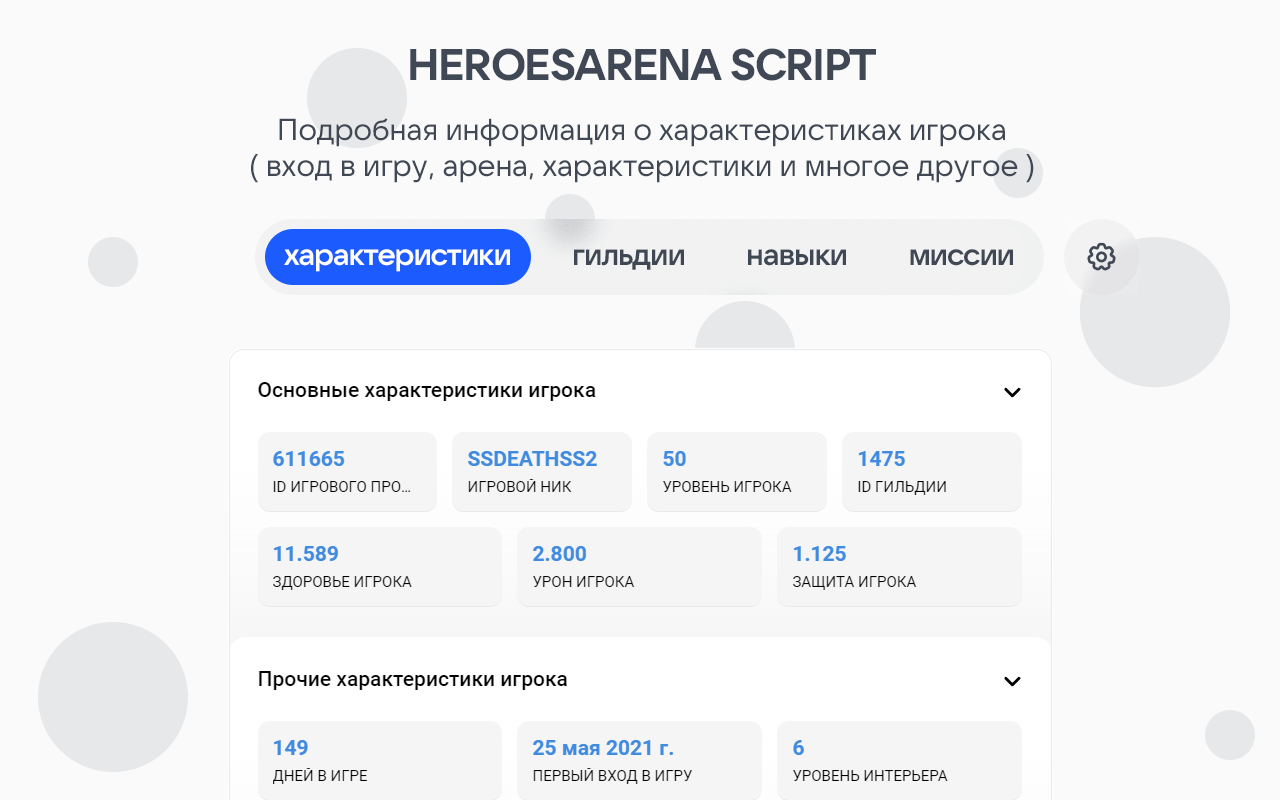 HEROESARENA SCRIPT
Подробная информация о характеристиках игрока
( вход в игру, арена, характеристики и многое другое )
характеристики гильдии навыки миссии
Основные характеристики игрока
611665 SSDEATHSS2 50 1475
ID ИГРОВОГО ПРО... ИГРОВОЙ НИК УРОВЕНЬ ИГРОКА ID ГИЛЬДИИ
11.589 2.800 1.125
ЗДОРОВЬЕ ИГРОКА УРОН ИГРОКА ЗАЩИТА ИГРОКА
Прочие характеристики игрока
149 25 мая 2021 г. 6
ДНЕЙ В ИГРЕ ПЕРВЫЙ ВХОД В ИГРУ УРОВЕНЬ ИНТЕРЬЕРА